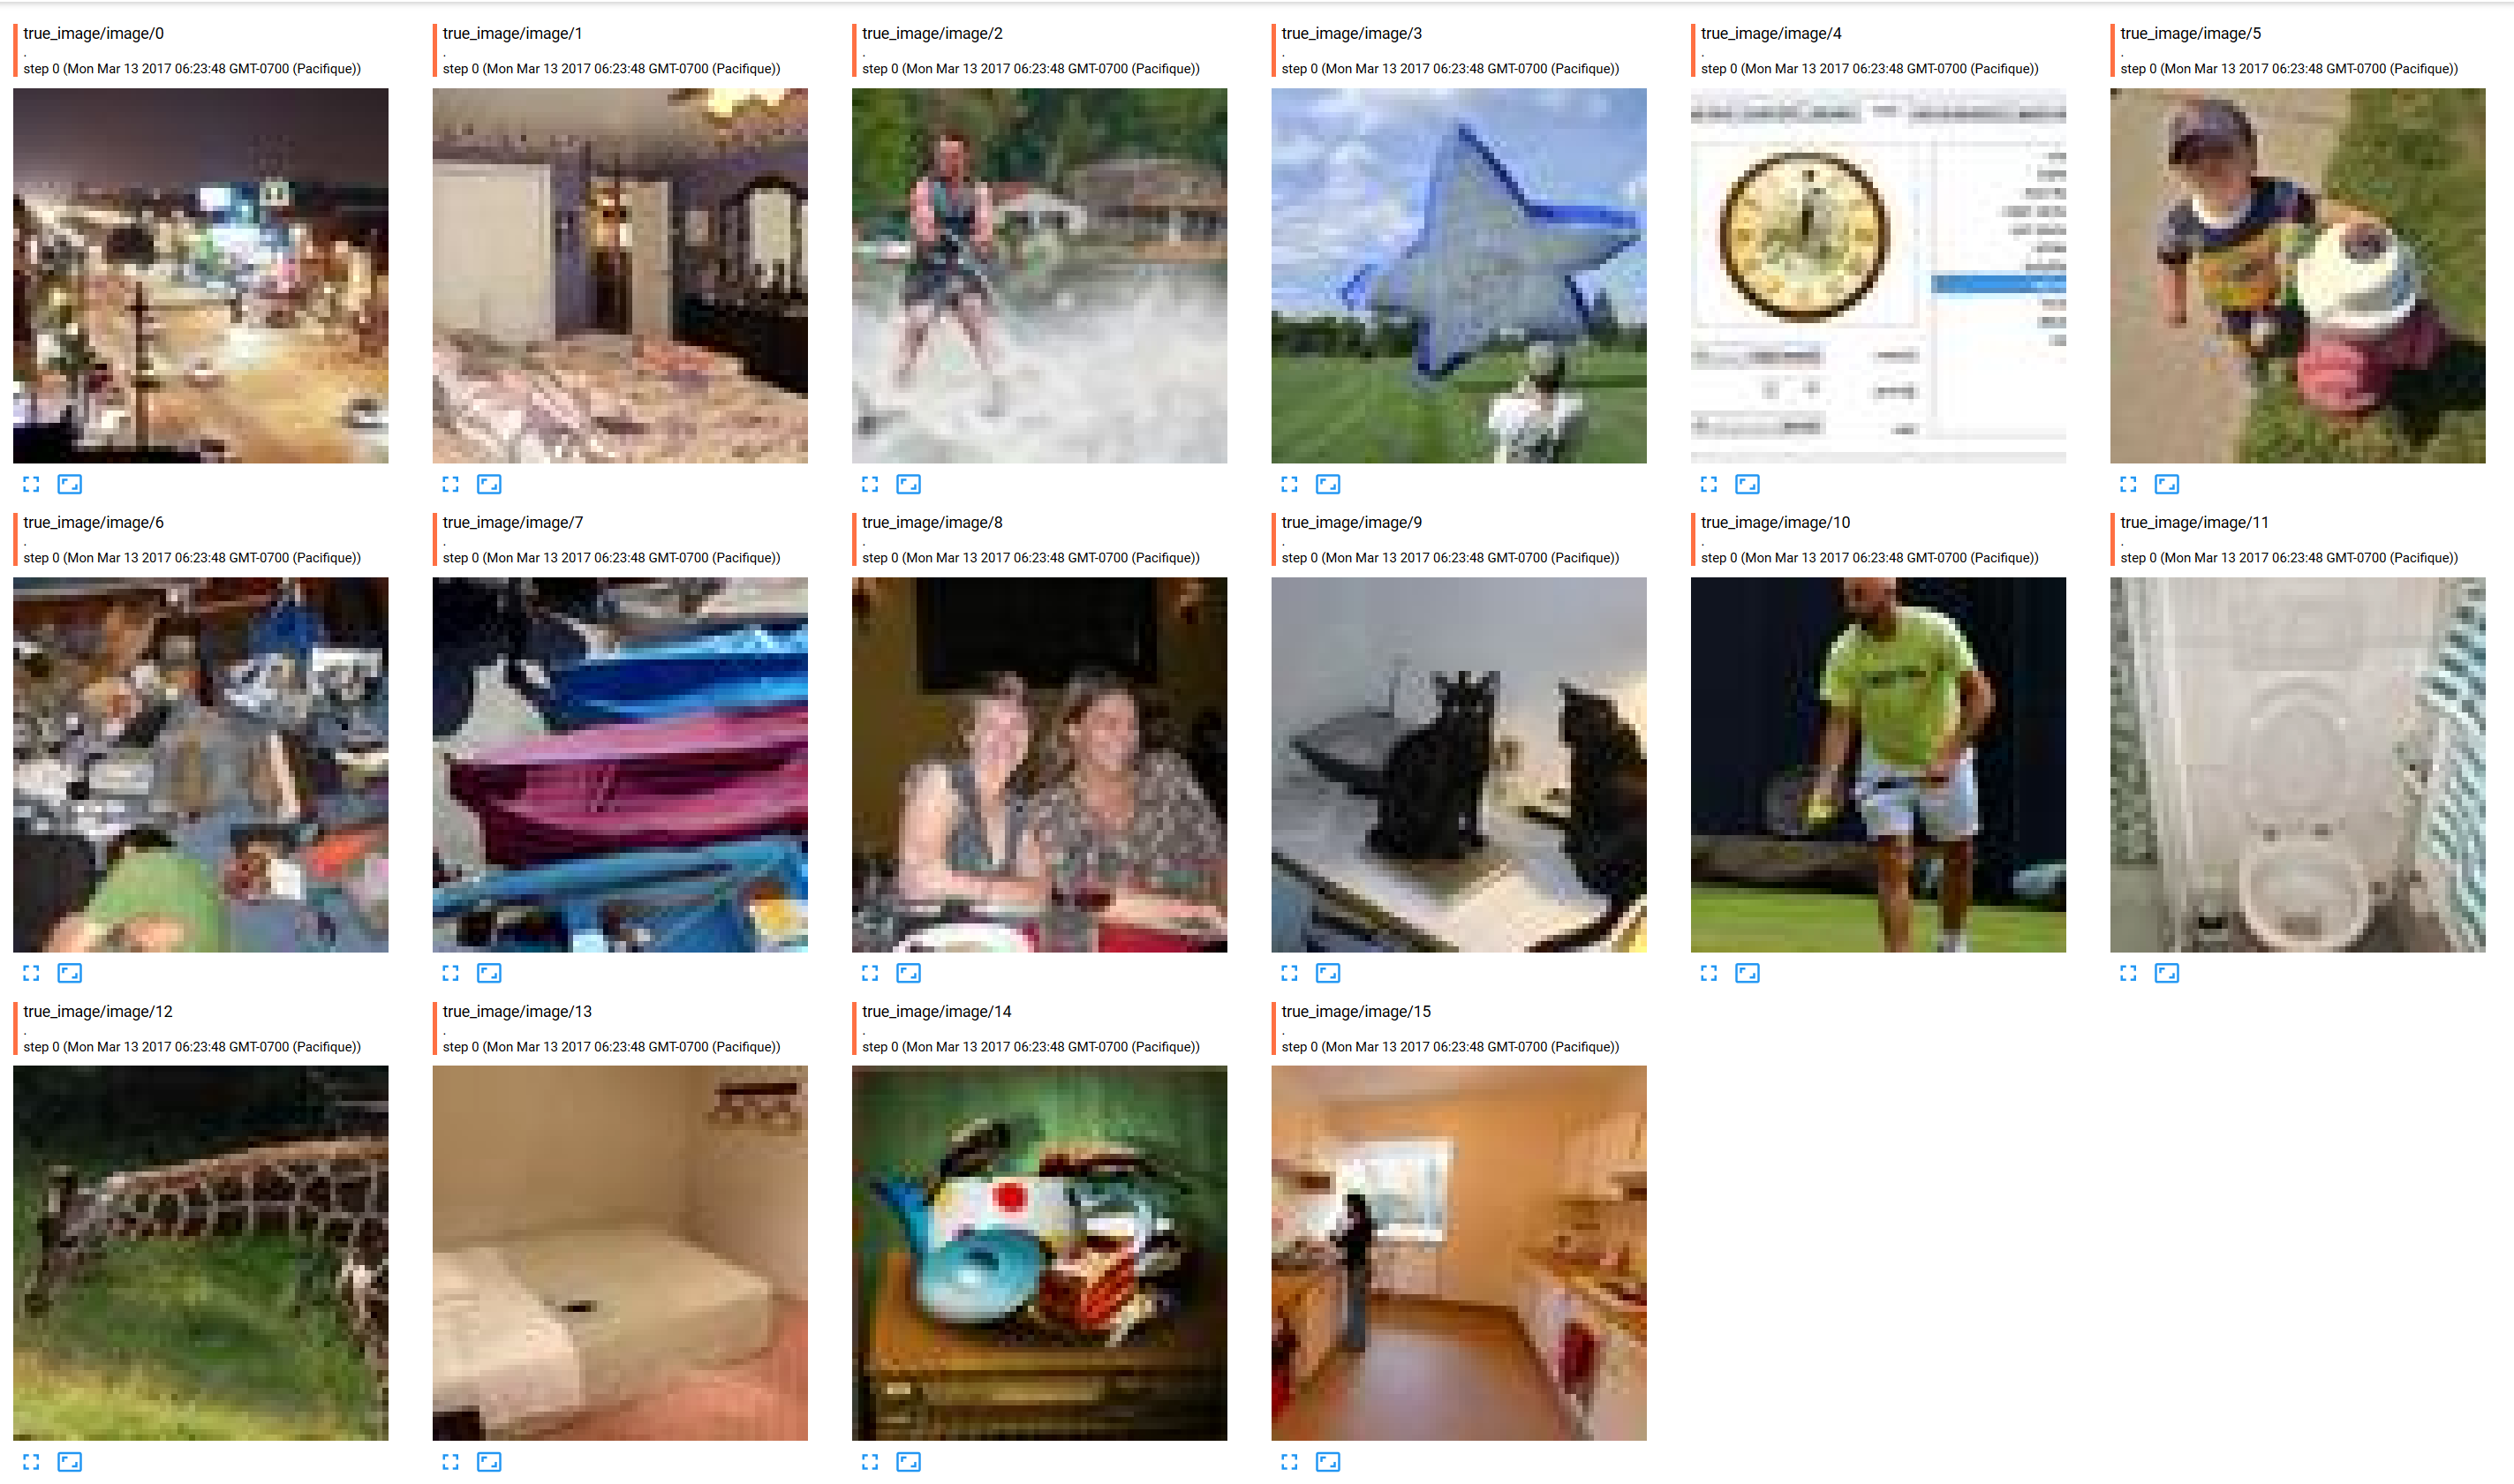 true_image/image/0
.
step 0 (Mon Mar 13 2017 06:23:48 GMT-0700 (Pacifique))
true_image/image/1
.
step 0 (Mon Mar 13 2017 06:23:48 GMT-0700 (Pacifique))
true_image/image/2
.
step 0 (Mon Mar 13 2017 06:23:48 GMT-0700 (Pacifique))
true_image/image/3
.
step 0 (Mon Mar 13 2017 06:23:48 GMT-0700 (Pacifique))
true_image/image/4
.
step 0 (Mon Mar 13 2017 06:23:48 GMT-0700 (Pacifique))
true_image/image/5
.
step 0 (Mon Mar 13 2017 06:23:48 GMT-0700 (Pacifique))
true_image/image/6
.
step 0 (Mon Mar 13 2017 06:23:48 GMT-0700 (Pacifique))
true_image/image/7
.
step 0 (Mon Mar 13 2017 06:23:48 GMT-0700 (Pacifique))
true_image/image/8
.
step 0 (Mon Mar 13 2017 06:23:48 GMT-0700 (Pacifique))
true_image/image/9
.
step 0 (Mon Mar 13 2017 06:23:48 GMT-0700 (Pacifique))
true_image/image/10
.
step 0 (Mon Mar 13 2017 06:23:48 GMT-0700 (Pacifique))
true_image/image/11
.
step 0 (Mon Mar 13 2017 06:23:48 GMT-0700 (Pacifique))
true_image/image/12
.
step 0 (Mon Mar 13 2017 06:23:48 GMT-0700 (Pacifique))
true_image/image/13
.
step 0 (Mon Mar 13 2017 06:23:48 GMT-0700 (Pacifique))
true_image/image/14
.
step 0 (Mon Mar 13 2017 06:23:48 GMT-0700 (Pacifique))
true_image/image/15
.
step 0 (Mon Mar 13 2017 06:23:48 GMT-0700 (Pacifique))